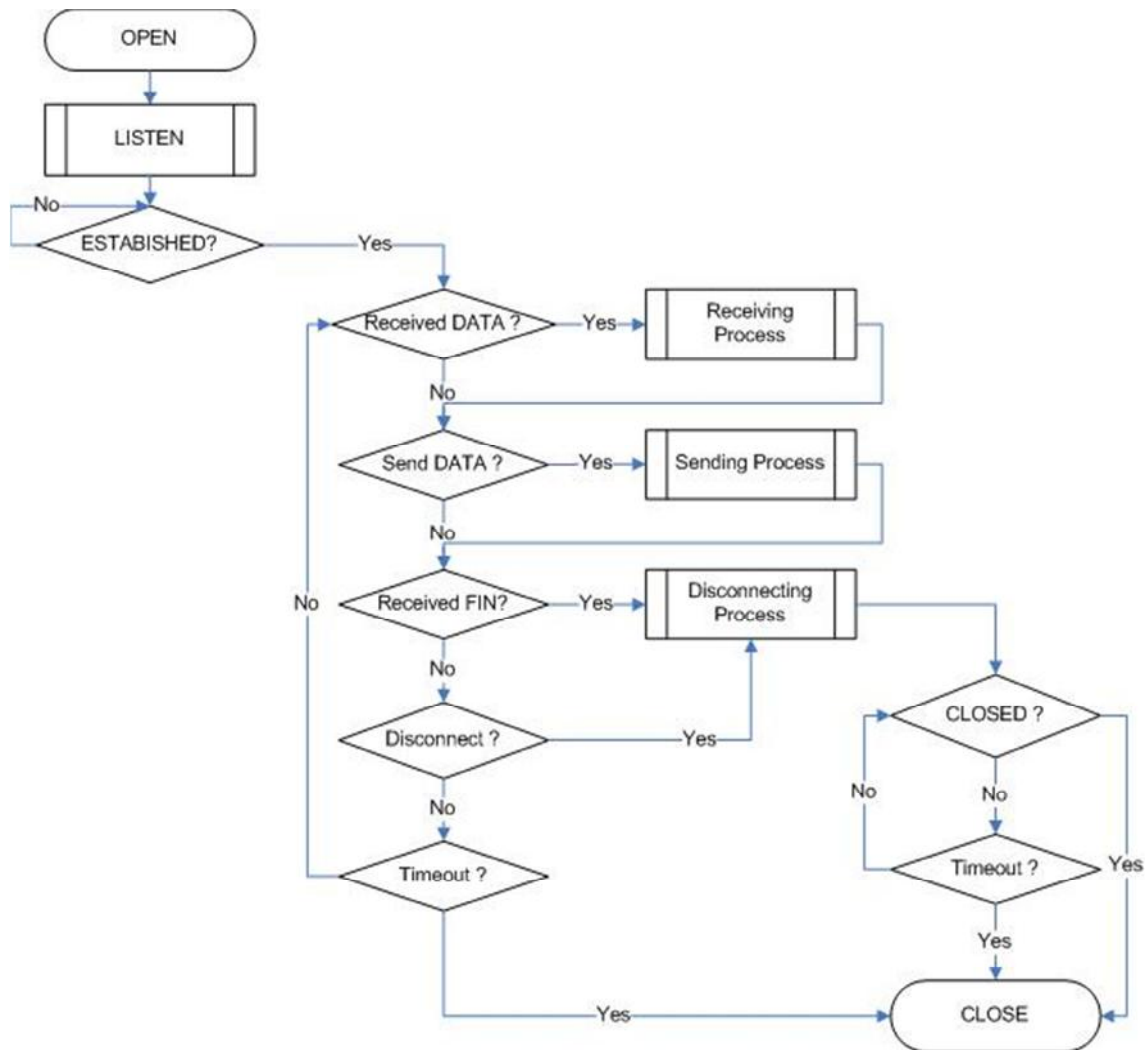 OPEN
LISTEN
No
ESTABISHED?
Yes
Received DATA ?
Yes
Receiving
Process
No
Send DATA ?
Yes
Sending Process
No
Received FIN?
Yes
Disconnecting
Process
No
No
Disconnect ?
Yes
CLOSED ?
No
No
No
Timeout ?
Timeout ?
Yes
Yes
Yes
CLOSE